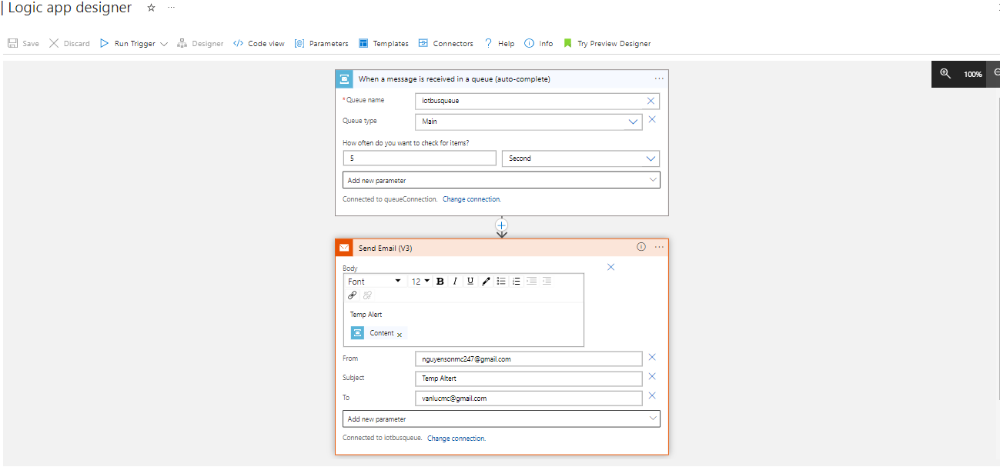 Logic app designer ☆ ...
Save Discard Run Trigger Designer </> Code view [@] Parameters Templates Connectors ? Help Info Try Preview Designer
100%
When a message is received in a queue (auto-complete) ...
* Queue name iotbusqueue
Queue type Main
How often do you want to check for items?
5 Second
Add new parameter
Connected to queueConnection. Change connection.
Send Email (V3) ...
Body
Font 12 B I U
Temp Alert
Content
From nguyensonmc247@gmail.com
Subject Temp Altert
To vanlucmc@gmail.com
Add new parameter
Connected to iotbusqueue. Change connection.